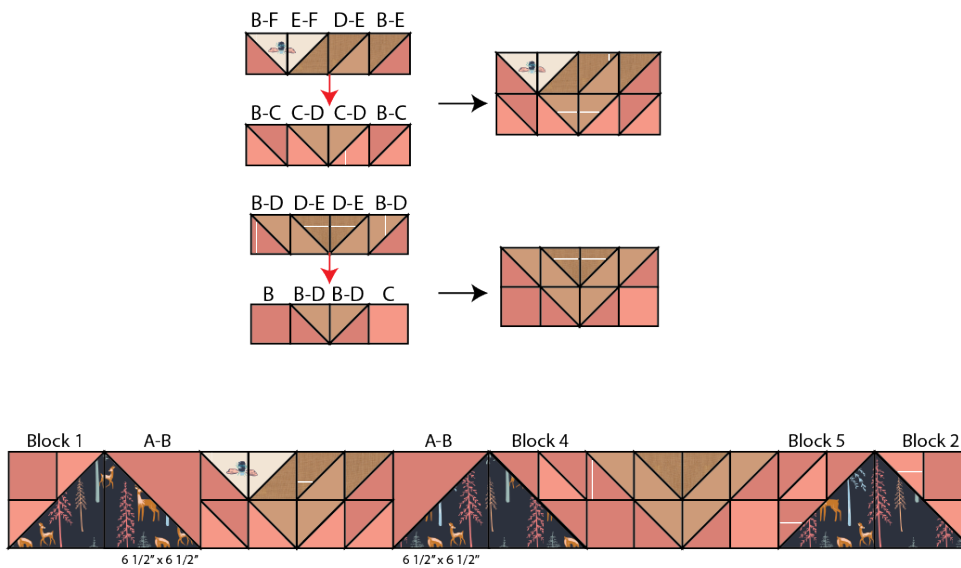 B-F E-F D-E B-E
B-C C-D C-D B-C
B-D D-E D-E B-D
B B-D B-D C
Block 1 A-B A-B Block 4 Block 5 Block 2
6 1/2” x 6 1/2” 6 1/2” x 6 1/2”